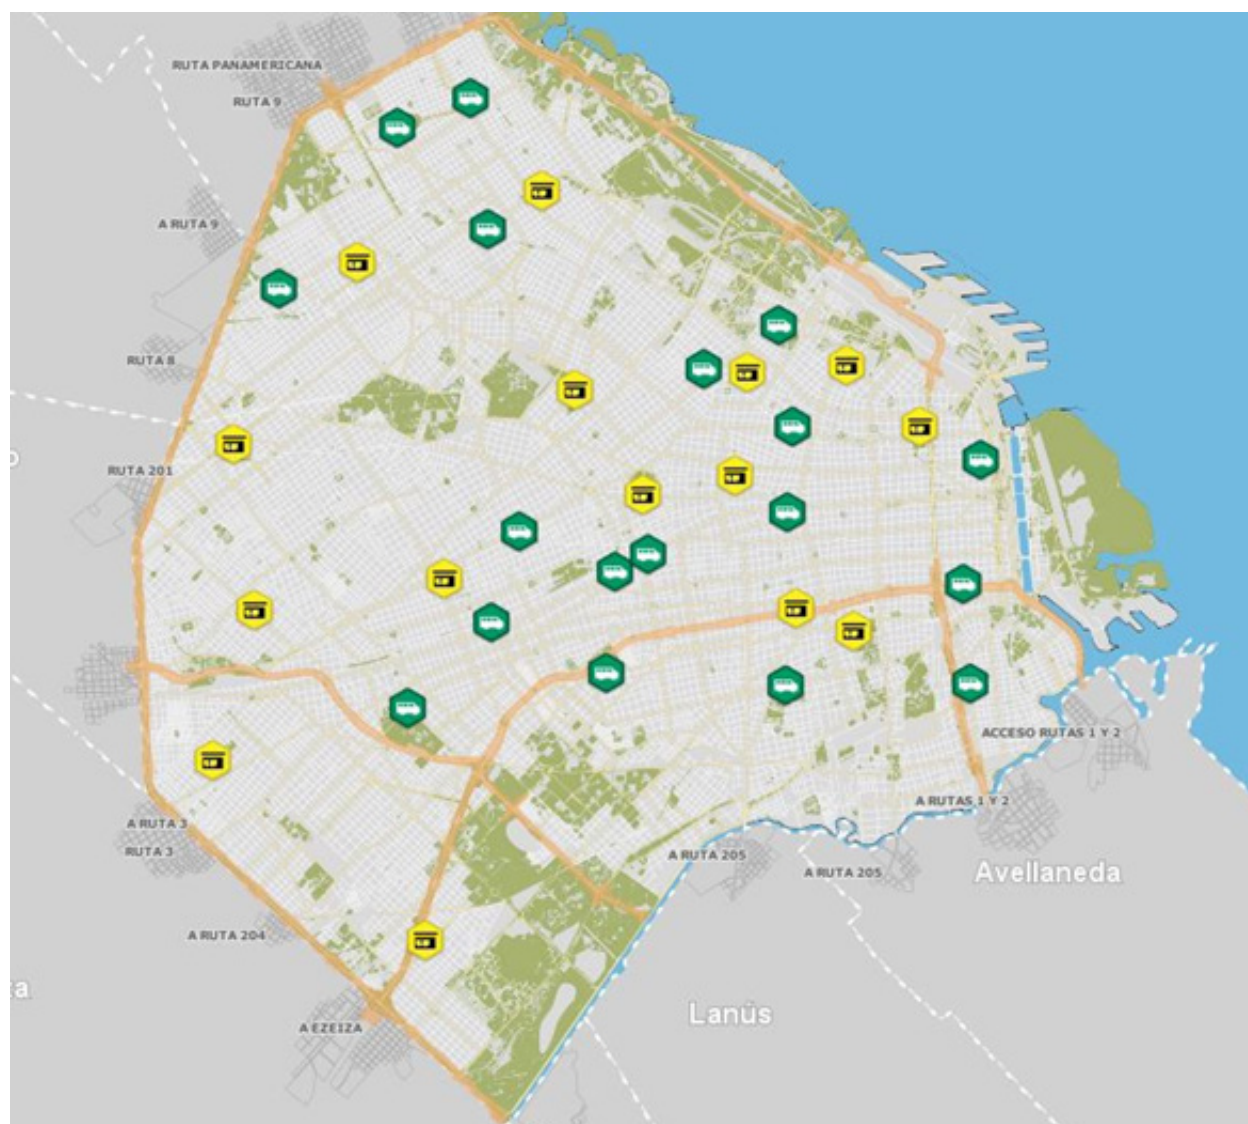 RUTA PANAMERICANA
RUTA 9
A RUTA 9
RUTA 8
RUTA 201
ACCESO RUTAS 1 Y 2
A RUTAS 1 Y 2
A RUTA 3
RUTA 3
A RUTA 205
A RUTA 205
Avellaneda
A RUTA 204
za
Lanús
A EZEIZA